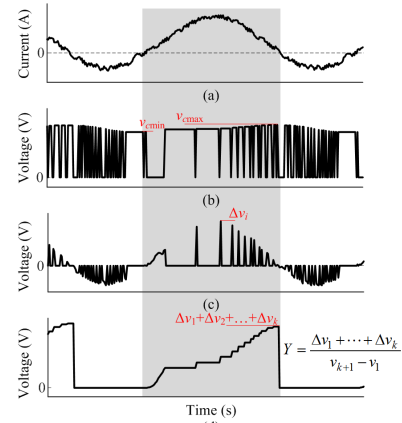 Current (A)
0
(a)
Voltage (V)
v_cmin
v_cmax
0
(b)
Voltage (V)
Δv_i
0
(c)
Voltage (V)
Δv_1+Δv_2+…+Δv_k
Y = (Δv_1 + ⋯ + Δv_k) / (v_{k+1} − v_1)
0
Time (s)